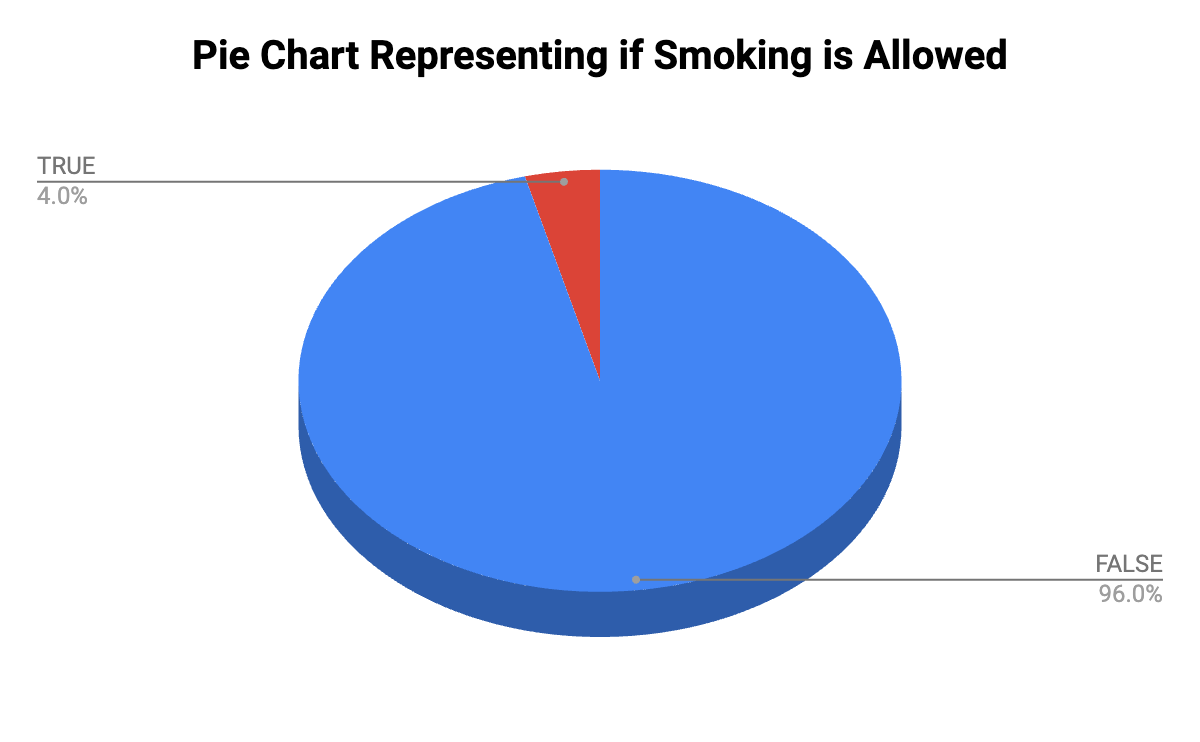 Pie Chart Representing if Smoking is Allowed
TRUE
4.0%
FALSE
96.0%